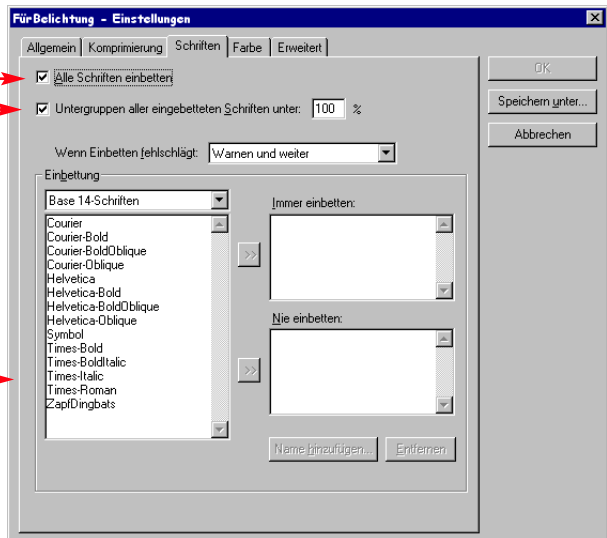 FürBelichtung - Einstellungen
Allgemein Komprimierung Schriften Farbe Erweitert
Alle Schriften einbetten
OK
Untergruppen aller eingebetteten Schriften unter: 100 %
Speichern unter...
Abbrechen
Wenn Einbetten fehlschlägt: Warnen und weiter
Einbettung
Base 14-Schriften
Immer einbetten:
Courier
Courier-Bold
Courier-BoldOblique
Courier-Oblique
Helvetica
Helvetica-Bold
Helvetica-BoldOblique
Helvetica-Oblique
Symbol
Times-Bold
Times-BoldItalic
Times-Italic
Times-Roman
ZapfDingbats
>>
Nie einbetten:
>>
Name hinzufügen... Entfernen